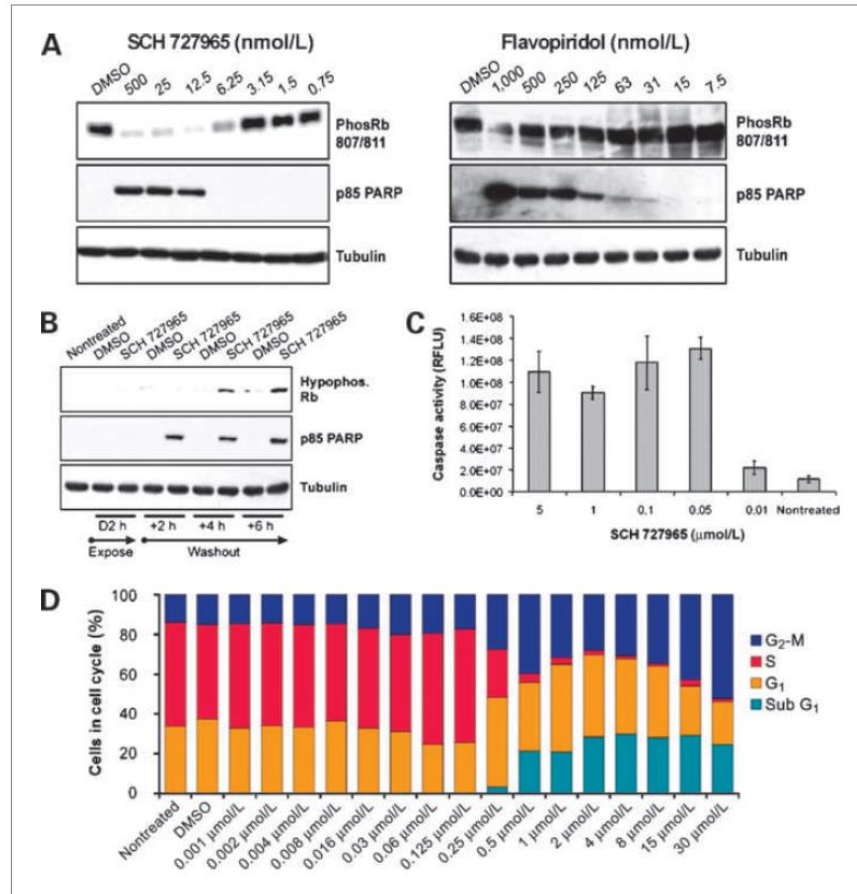 A
SCH 727965 (nmol/L)
DMSO 500 25 12.5 6.25 3.15 1.5 0.75
PhosRb
807/811
p85 PARP
Tubulin
Flavopiridol (nmol/L)
DMSO 1,000 500 250 125 63 31 15 7.5
PhosRb
807/811
p85 PARP
Tubulin
B
Nontreated DMSO SCH 727965 DMSO SCH 727965 DMSO SCH 727965 DMSO SCH 727965
Hypophos.
Rb
p85 PARP
Tubulin
D2 h +2 h +4 h +6 h
Expose Washout
C
Caspase activity (RFLU)
1.6E+08
1.4E+08
1.2E+08
1.0E+08
8.0E+07
6.0E+07
4.0E+07
2.0E+07
0.0E+00
5 1 0.1 0.05 0.01 Nontreated
SCH 727965 (μmol/L)
D
Cells in cell cycle (%)
100
80
60
40
20
0
G2-M
S
G1
Sub G1
Nontreated DMSO 0.001 μmol/L 0.002 μmol/L 0.004 μmol/L 0.008 μmol/L 0.016 μmol/L 0.03 μmol/L 0.06 μmol/L 0.125 μmol/L 0.25 μmol/L 0.5 μmol/L 1 μmol/L 2 μmol/L 4 μmol/L 8 μmol/L 15 μmol/L 30 μmol/L